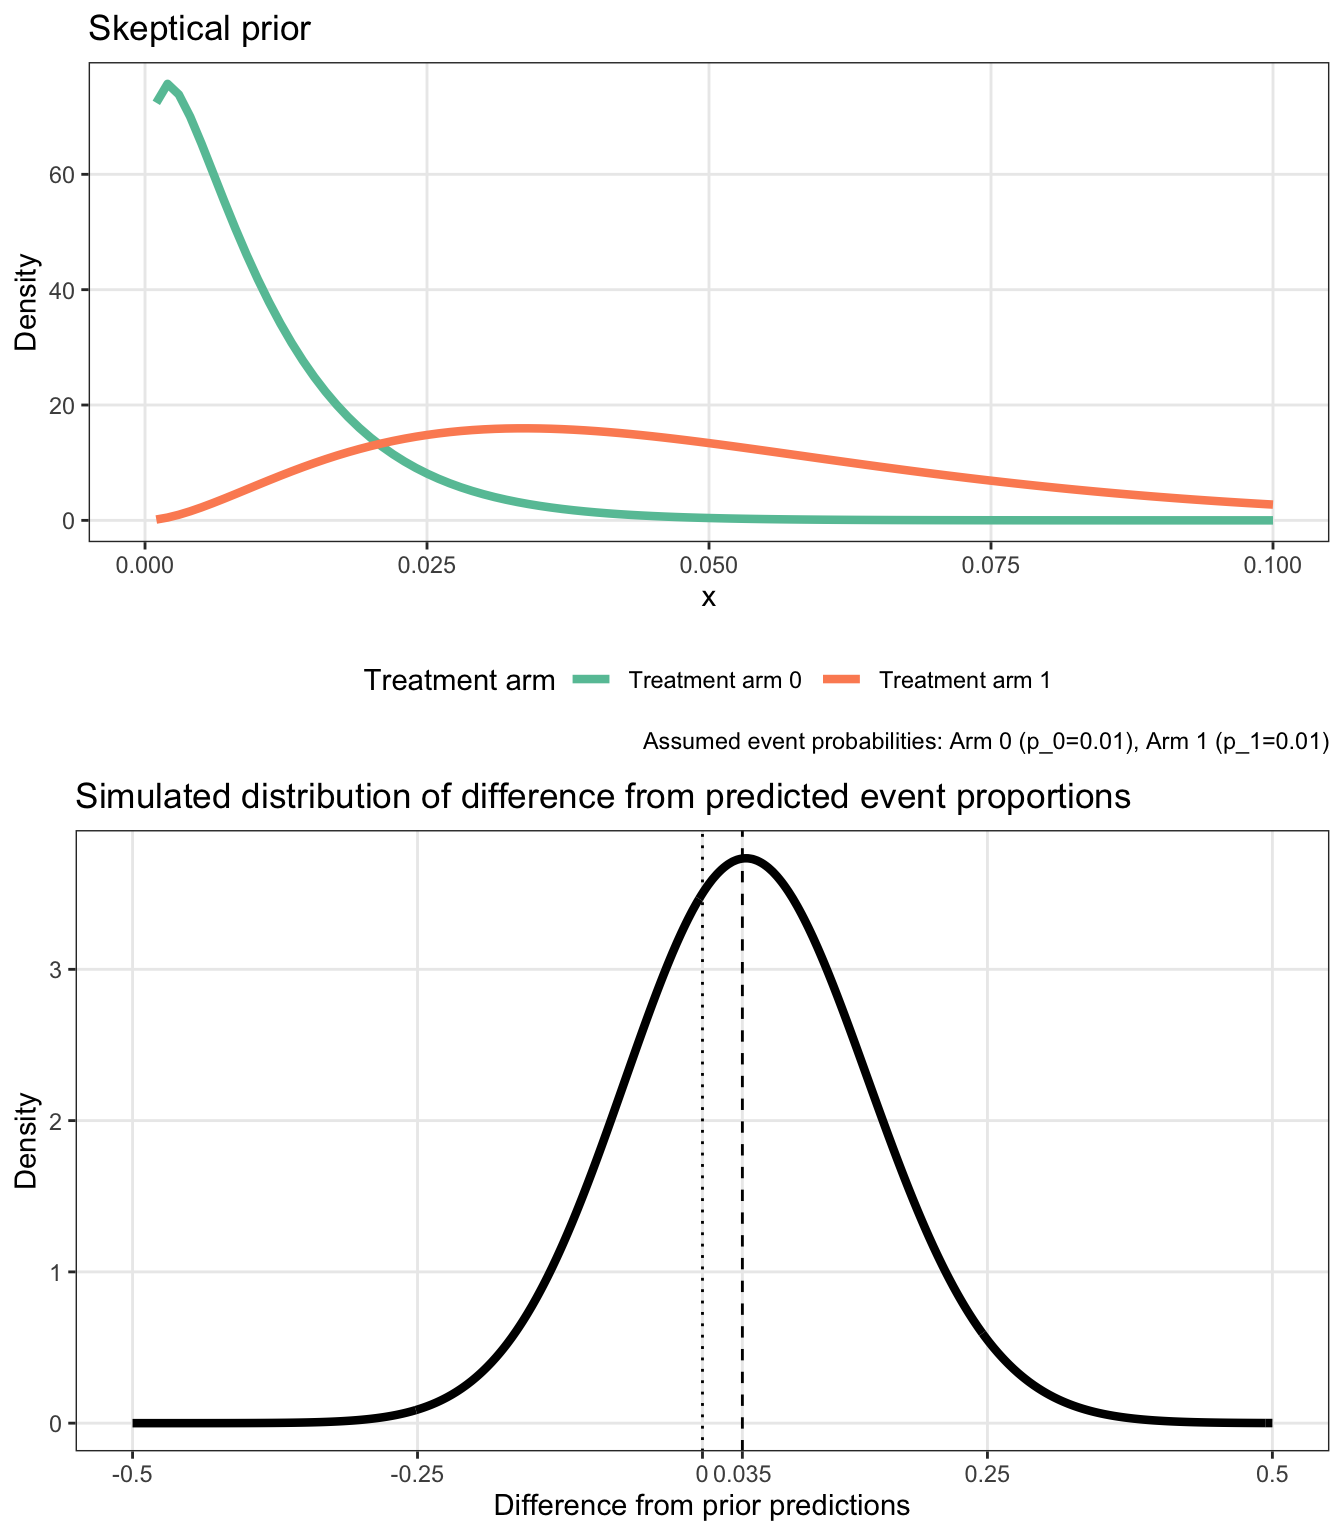 Skeptical prior
Density
60
40
20
0
0.000 0.025 0.050 0.075 0.100
x
Treatment arm Treatment arm 0 Treatment arm 1
Assumed event probabilities: Arm 0 (p_0=0.01), Arm 1 (p_1=0.01)
Simulated distribution of difference from predicted event proportions
Density
3
2
1
0
-0.5 -0.25 0 0.035 0.25 0.5
Difference from prior predictions